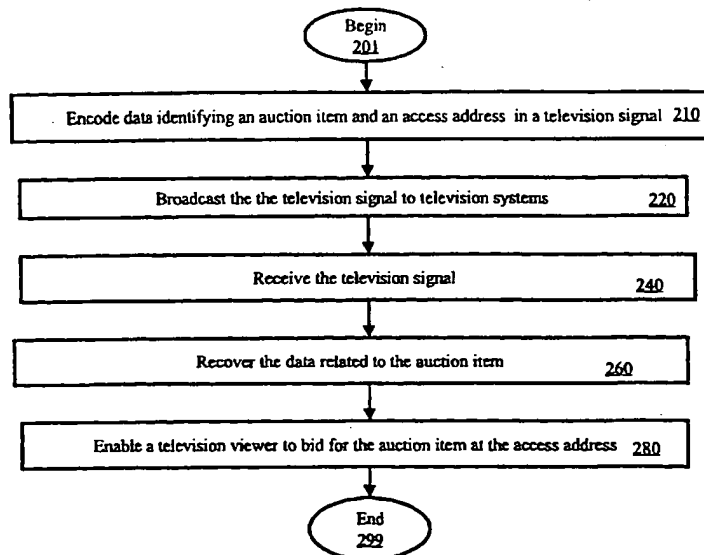 Begin
201
Encode data identifying an auction item and an access address in a television signal 210
Broadcast the the television signal to television systems 220
Receive the television signal 240
Recover the data related to the auction item 260
Enable a television viewer to bid for the auction item at the access address 280
End
299